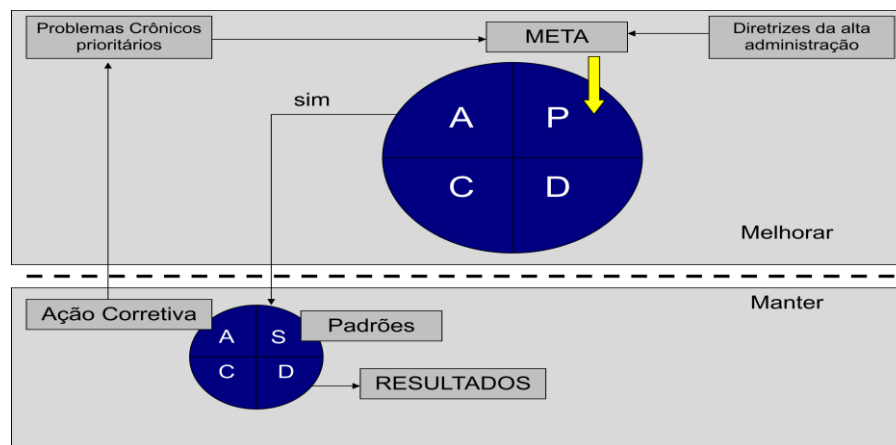 Problemas Crônicos
prioritários
META
Diretrizes da alta
administração
sim
A
P
C
D
Melhorar
Manter
Ação Corretiva
Padrões
A
S
C
D
RESULTADOS